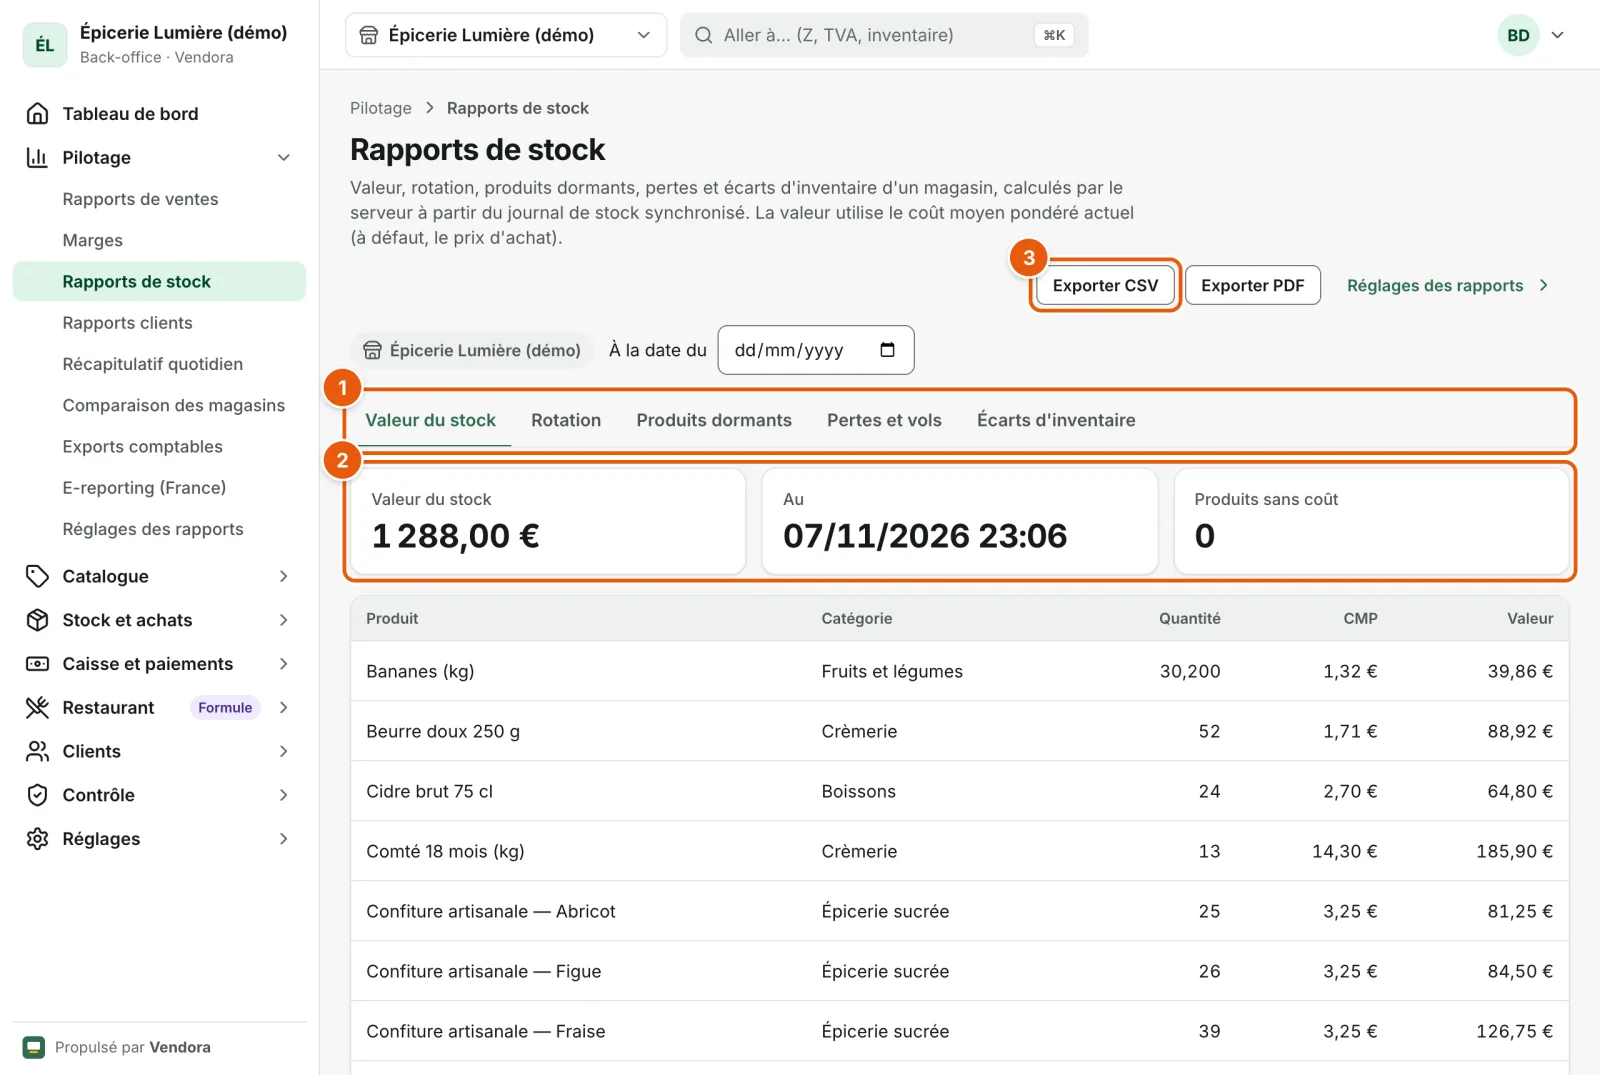 ÉL
Épicerie Lumière (démo)
Back-office · Vendora
Tableau de bord
Pilotage
Rapports de ventes
Marges
Rapports de stock
Rapports clients
Récapitulatif quotidien
Comparaison des magasins
Exports comptables
E-reporting (France)
Réglages des rapports
Catalogue
Stock et achats
Caisse et paiements
Restaurant Formule
Clients
Contrôle
Réglages
Propulsé par Vendora
Épicerie Lumière (démo)
Aller à... (Z, TVA, inventaire) ⌘K
BD
Pilotage > Rapports de stock
Rapports de stock
Valeur, rotation, produits dormants, pertes et écarts d'inventaire d'un magasin, calculés par le
serveur à partir du journal de stock synchronisé. La valeur utilise le coût moyen pondéré actuel
(à défaut, le prix d'achat).
3
Exporter CSV Exporter PDF Réglages des rapports
Épicerie Lumière (démo) À la date du dd/mm/yyyy
1
Valeur du stock Rotation Produits dormants Pertes et vols Écarts d'inventaire
2
Valeur du stock Au Produits sans coût
1 288,00 € 07/11/2026 23:06 0
Produit Catégorie Quantité CMP Valeur
Bananes (kg) Fruits et légumes 30,200 1,32 € 39,86 €
Beurre doux 250 g Crèmerie 52 1,71 € 88,92 €
Cidre brut 75 cl Boissons 24 2,70 € 64,80 €
Comté 18 mois (kg) Crèmerie 13 14,30 € 185,90 €
Confiture artisanale — Abricot Épicerie sucrée 25 3,25 € 81,25 €
Confiture artisanale — Figue Épicerie sucrée 26 3,25 € 84,50 €
Confiture artisanale — Fraise Épicerie sucrée 39 3,25 € 126,75 €